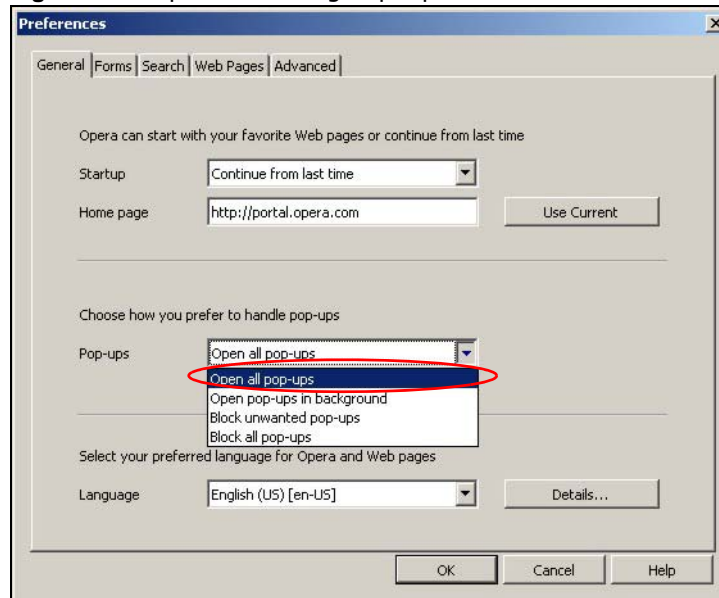 Preferences
General Forms Search Web Pages Advanced
Opera can start with your favorite Web pages or continue from last time
Startup Continue from last time
Home page http://portal.opera.com Use Current
Choose how you prefer to handle pop-ups
Pop-ups Open all pop-ups
Open all pop-ups
Open pop-ups in background
Block unwanted pop-ups
Block all pop-ups
Select your preferred language for Opera and Web pages
Language English (US) [en-US] Details...
OK Cancel Help